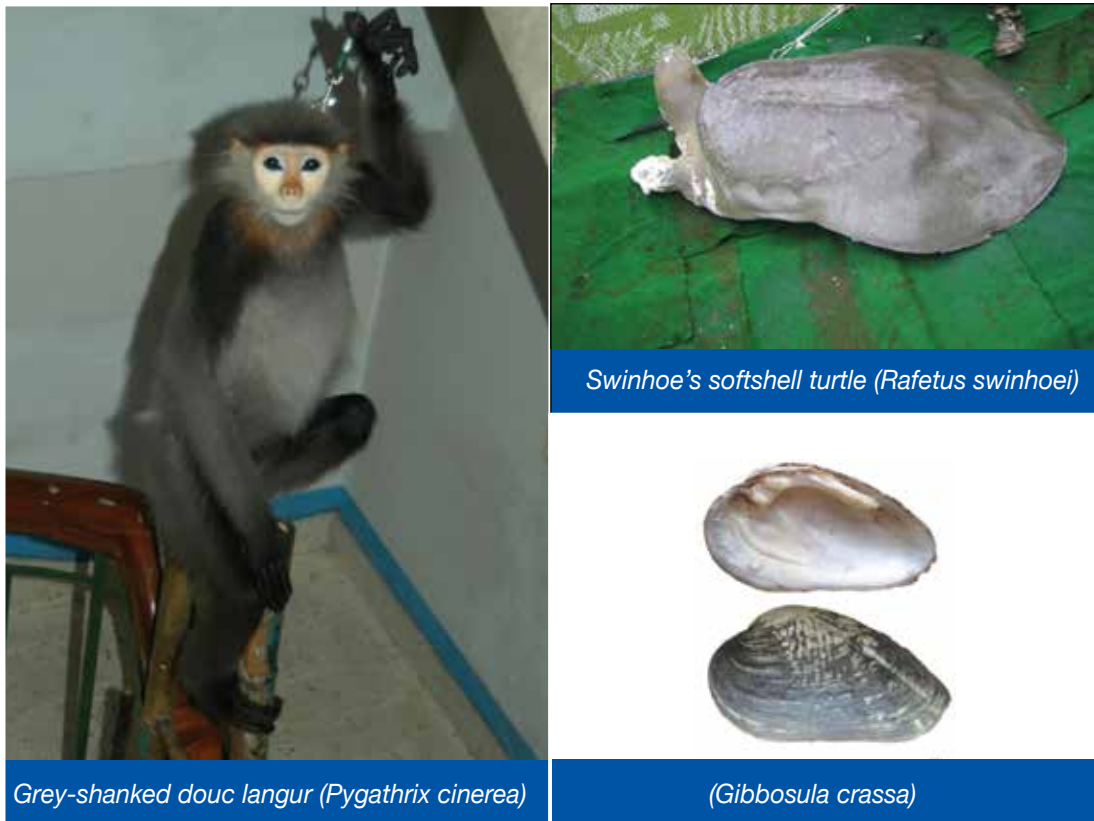 Swinhoe's softshell turtle (Rafetus swinhoei)
Grey-shanked douc langur (Pygathrix cinerea)
(Gibbosula crassa)